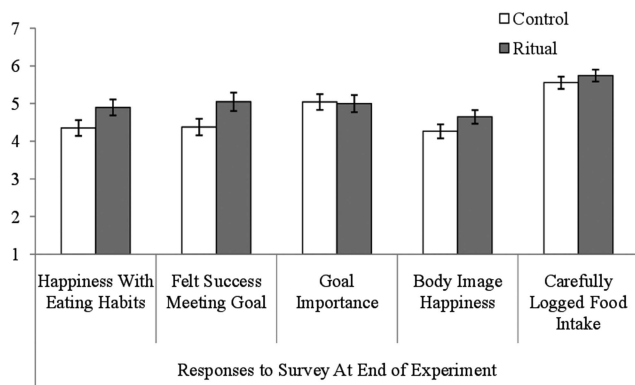 Control
Ritual
7
6
5
4
3
2
1
Happiness With
Eating Habits
Felt Success
Meeting Goal
Goal
Importance
Body Image
Happiness
Carefully
Logged Food
Intake
Responses to Survey At End of Experiment